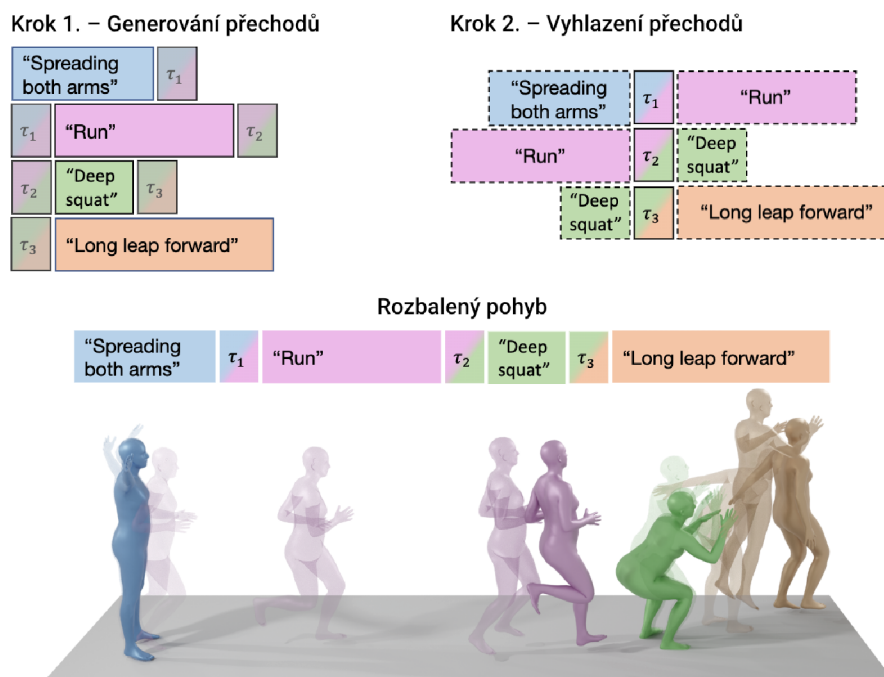 Krok 1. – Generování přechodů
“Spreading
both arms”
τ1
τ1
“Run”
τ2
τ2
“Deep
squat”
τ3
τ3
“Long leap forward”
Krok 2. – Vyhlazení přechodů
“Spreading
both arms”
τ1
“Run”
“Run”
τ2
“Deep
squat”
“Deep
squat”
τ3
“Long leap forward”
Rozbalený pohyb
“Spreading
both arms”
τ1
“Run”
τ2
“Deep
squat”
τ3
“Long leap forward”